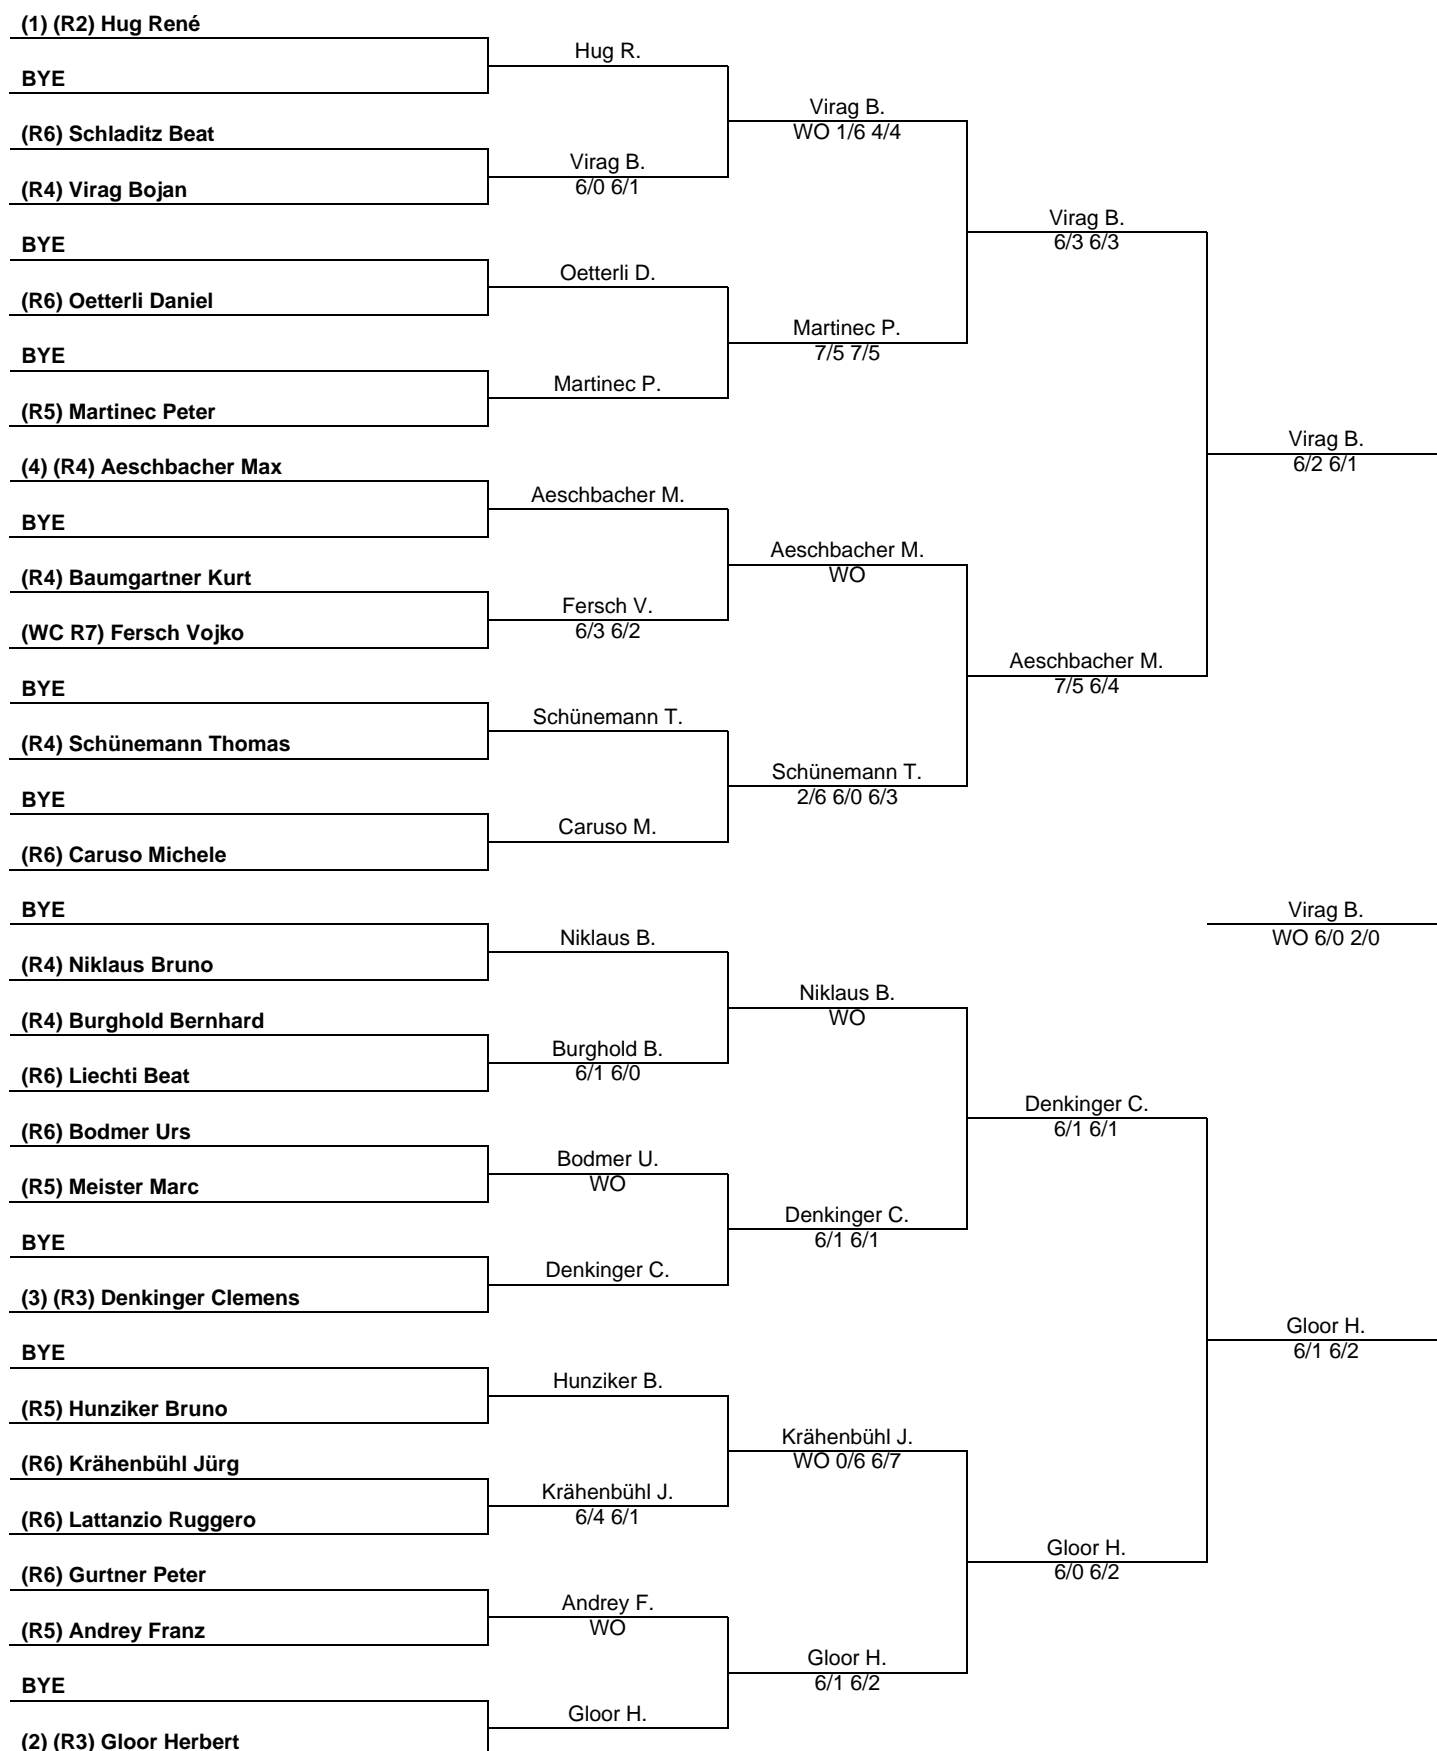 (1) (R2) Hug René
Hug R.
BYE
Virag B.
WO 1/6 4/4
(R6) Schladitz Beat
Virag B.
6/0 6/1
(R4) Virag Bojan
Virag B.
6/3 6/3
BYE
Oetterli D.
(R6) Oetterli Daniel
Martinec P.
7/5 7/5
BYE
Martinec P.
(R5) Martinec Peter
Virag B.
6/2 6/1
(4) (R4) Aeschbacher Max
Aeschbacher M.
BYE
Aeschbacher M.
WO
(R4) Baumgartner Kurt
Fersch V.
6/3 6/2
(WC R7) Fersch Vojko
Aeschbacher M.
7/5 6/4
BYE
Schünemann T.
(R4) Schünemann Thomas
Schünemann T.
2/6 6/0 6/3
BYE
Caruso M.
(R6) Caruso Michele
BYE
Virag B.
WO 6/0 2/0
Niklaus B.
(R4) Niklaus Bruno
Niklaus B.
WO
(R4) Burghold Bernhard
Burghold B.
6/1 6/0
(R6) Liechti Beat
Denkinger C.
6/1 6/1
(R6) Bodmer Urs
Bodmer U.
WO
(R5) Meister Marc
Denkinger C.
6/1 6/1
BYE
Denkinger C.
(3) (R3) Denkinger Clemens
Gloor H.
6/1 6/2
BYE
Hunziker B.
(R5) Hunziker Bruno
Krähenbühl J.
WO 0/6 6/7
(R6) Krähenbühl Jürg
Krähenbühl J.
6/4 6/1
(R6) Lattanzio Ruggero
Gloor H.
6/0 6/2
(R6) Gurtner Peter
Andrey F.
WO
(R5) Andrey Franz
Gloor H.
6/1 6/2
BYE
Gloor H.
(2) (R3) Gloor Herbert